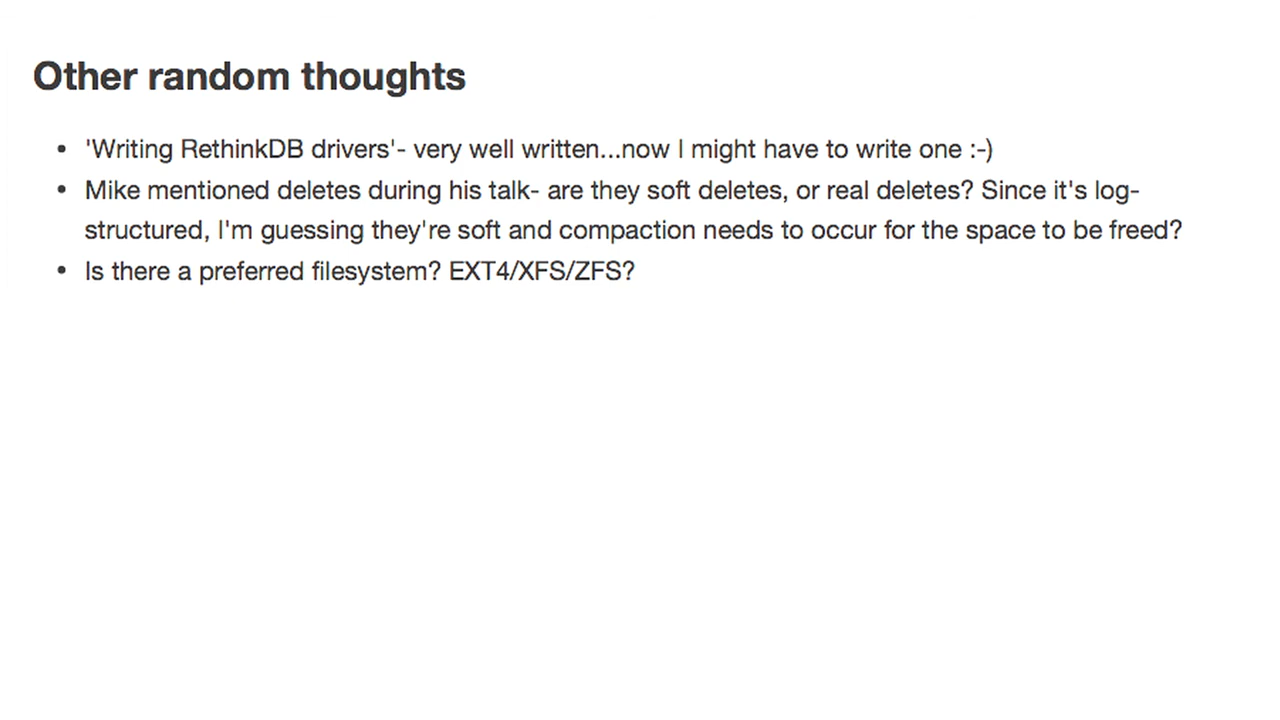 Other random thoughts
• 'Writing RethinkDB drivers'- very well written...now I might have to write one :-)
• Mike mentioned deletes during his talk- are they soft deletes, or real deletes? Since it's log-
structured, I'm guessing they're soft and compaction needs to occur for the space to be freed?
• Is there a preferred filesystem? EXT4/XFS/ZFS?